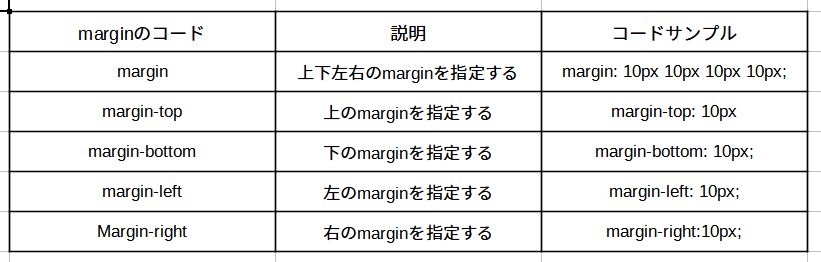 marginのコード 説明 コードサンプル
margin 上下左右のmarginを指定する margin: 10px 10px 10px 10px;
margin-top 上のmarginを指定する margin-top: 10px
margin-bottom 下のmarginを指定する margin-bottom: 10px;
margin-left 左のmarginを指定する margin-left: 10px;
Margin-right 右のmarginを指定する margin-right:10px;